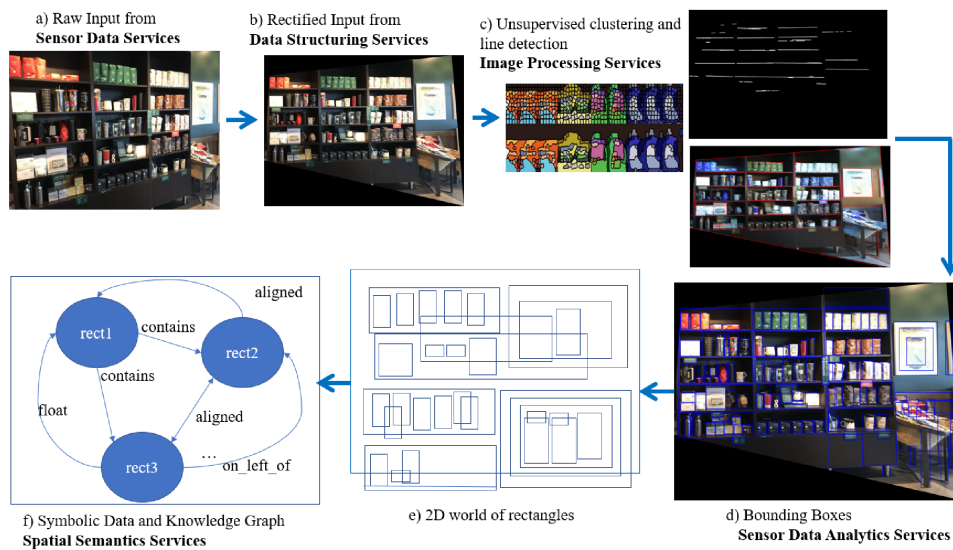 a) Raw Input from
Sensor Data Services
b) Rectified Input from
Data Structuring Services
c) Unsupervised clustering and
line detection
Image Processing Services
aligned
rect1
contains
rect2
contains
float
aligned
rect3
...
on_left_of
f) Symbolic Data and Knowledge Graph
Spatial Semantics Services
e) 2D world of rectangles
d) Bounding Boxes
Sensor Data Analytics Services